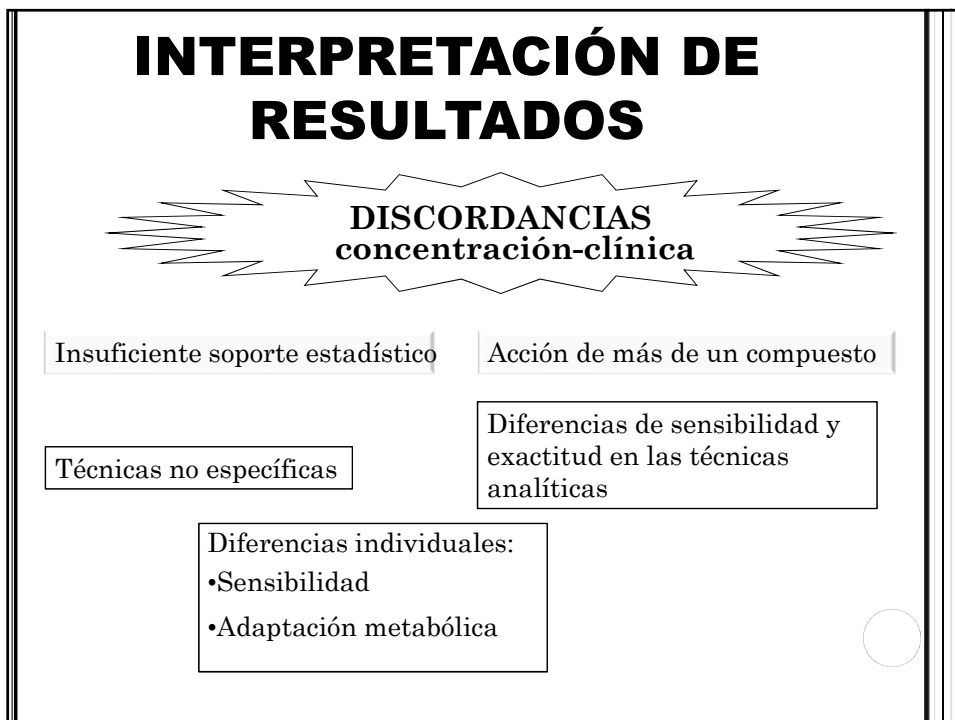 INTERPRETACIÓN DE
RESULTADOS
DISCORDANCIAS
concentración-clínica
Insuficiente soporte estadístico
Acción de más de un compuesto
Técnicas no específicas
Diferencias de sensibilidad y
exactitud en las técnicas
analíticas
Diferencias individuales:
•Sensibilidad
•Adaptación metabólica